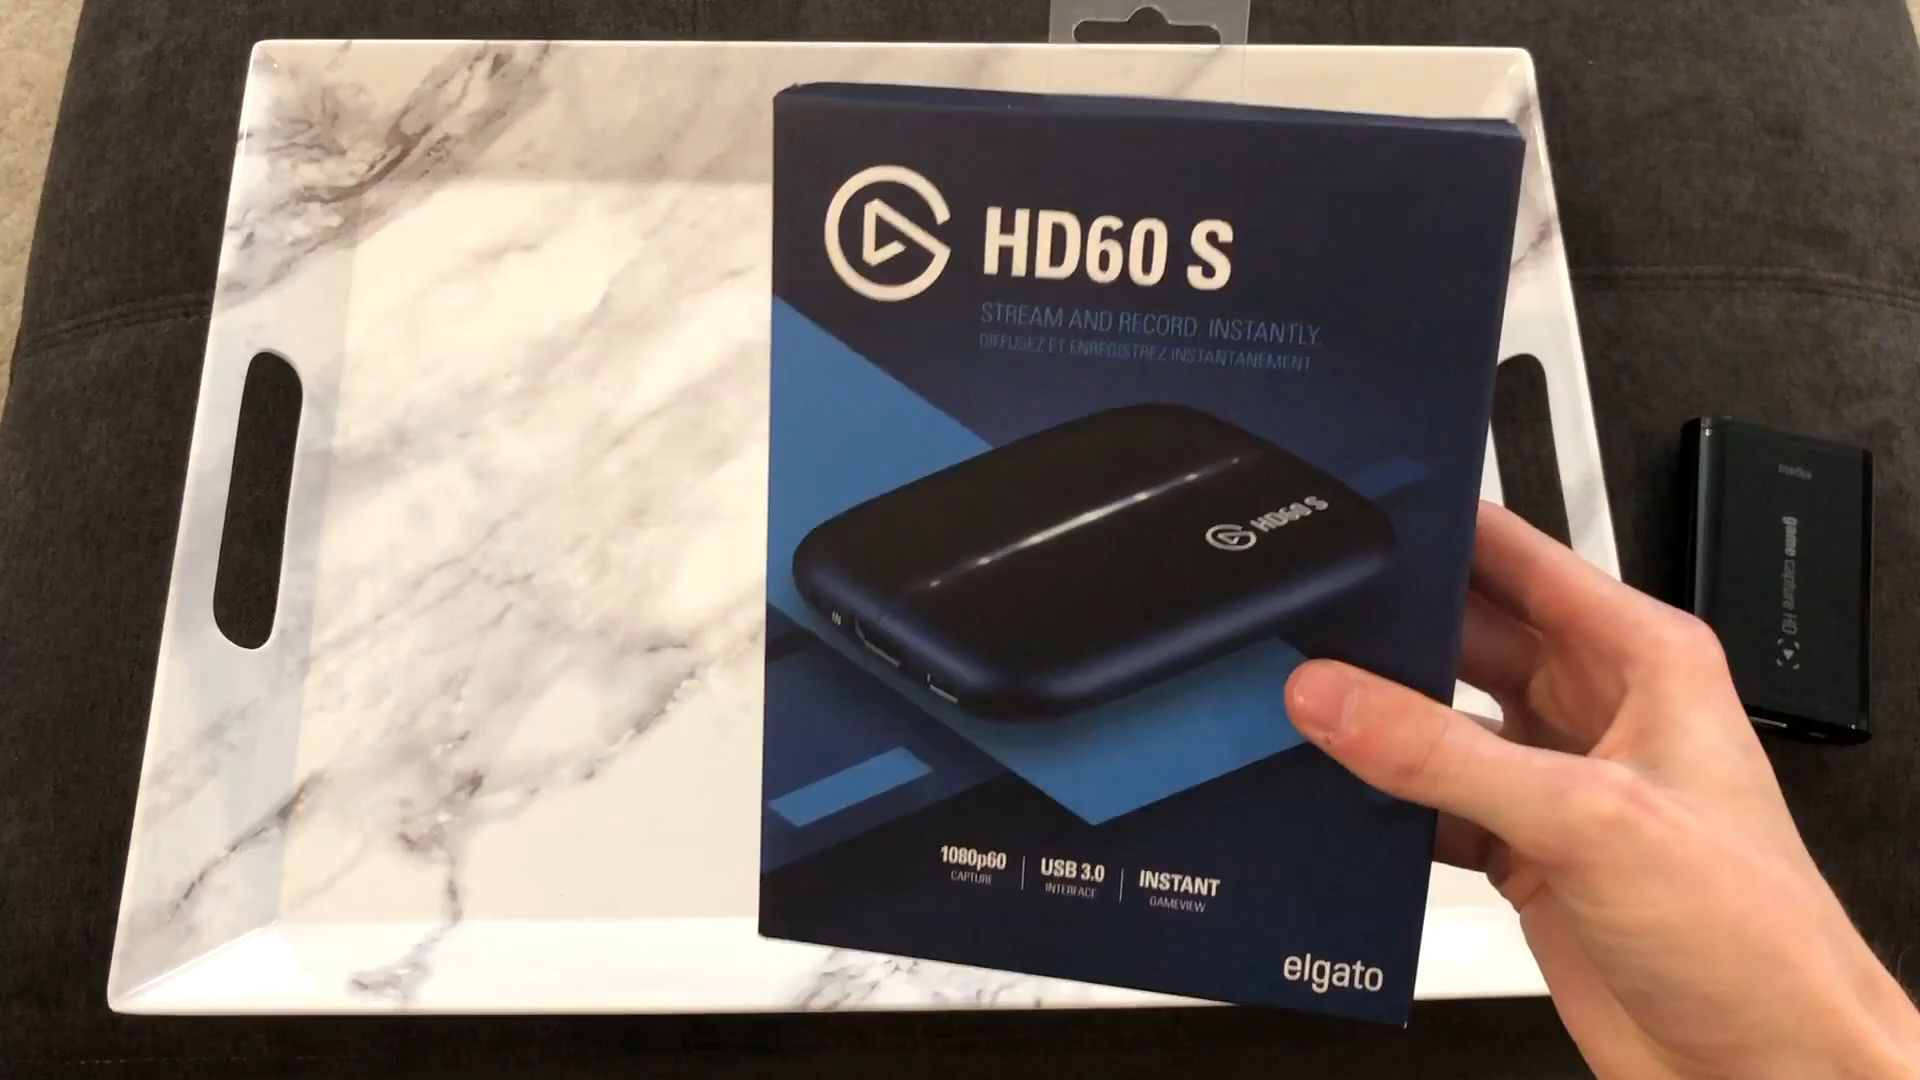 HD60 S
STREAM AND RECORD. INSTANTLY.
DIFFUSEZ ET ENREGISTREZ INSTANTANÉMENT
HD60 S
IN
1080p60
CAPTURE
USB 3.0
INTERFACE
INSTANT
GAMEVIEW
elgato
elgato
game capture HD